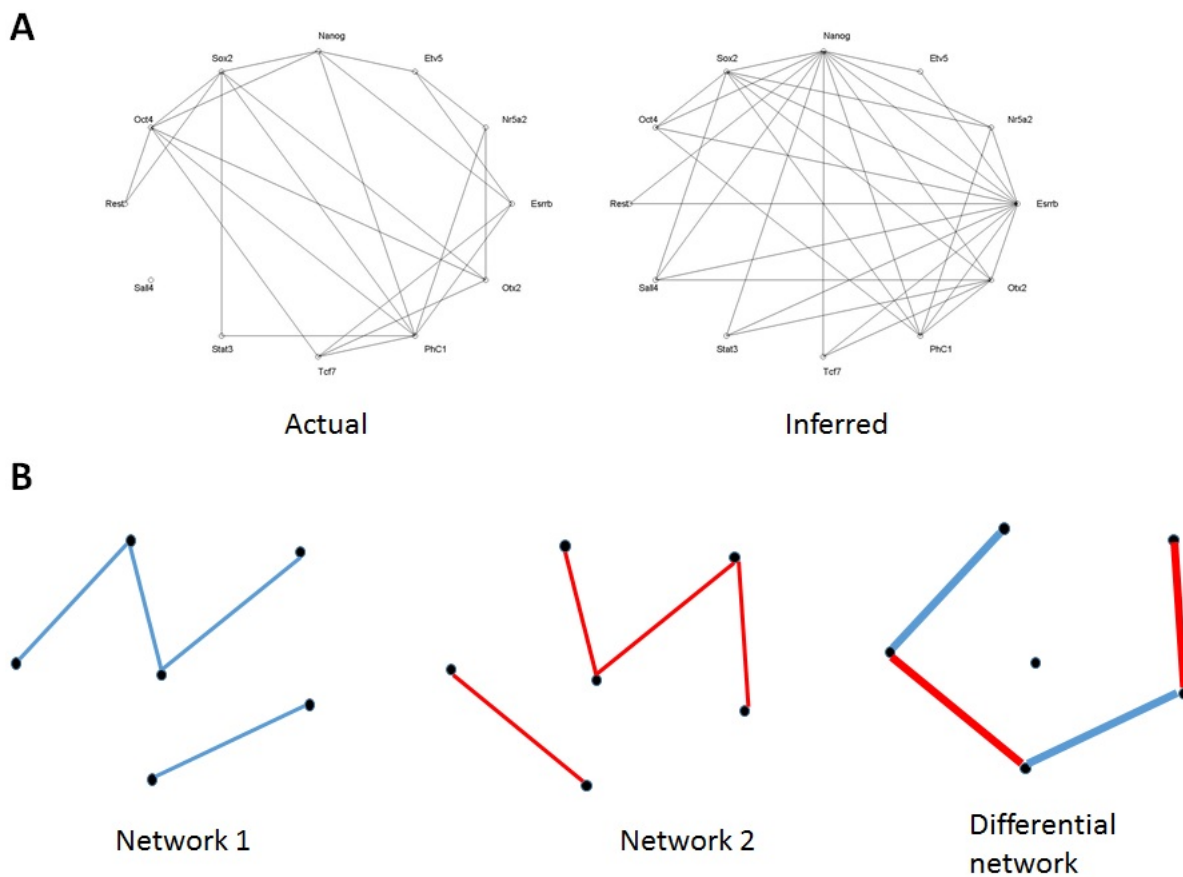 A
Nanog
Nanog
Sox2
Etv5
Sox2
Etv5
Oct4
Nr5a2
Oct4
Nr5a2
Rest
Esrrb
Rest
Esrrb
Sall4
Otx2
Sall4
Otx2
Stat3
PhC1
Stat3
PhC1
Tcf7
Tcf7
Actual
Inferred
B
Network 1
Network 2
Differential
network